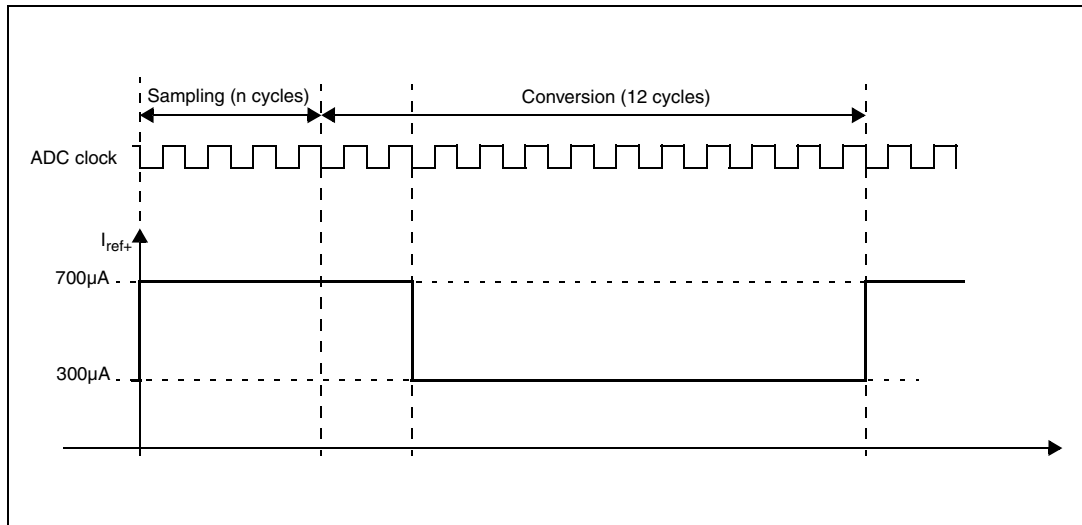 Sampling (n cycles)
Conversion (12 cycles)
ADC clock
Iref+
700µA
300µA